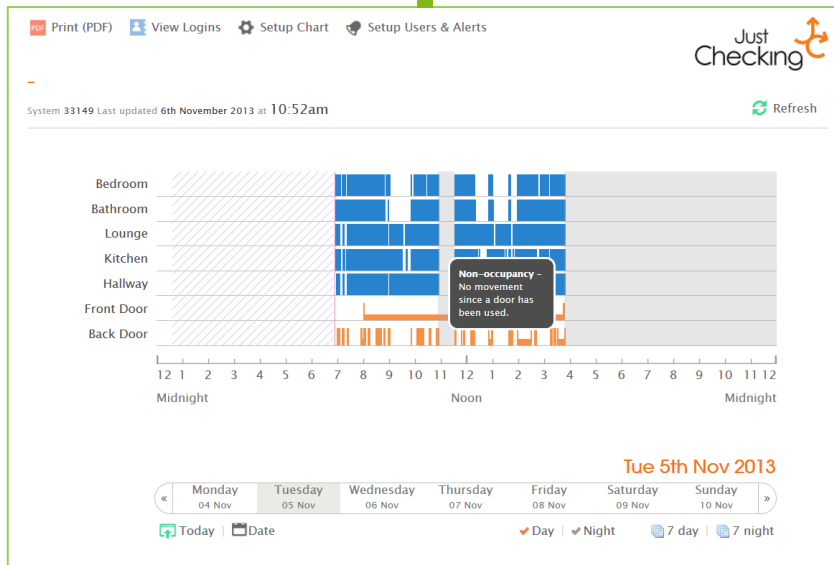 PDF Print (PDF) View Logins Setup Chart Setup Users & Alerts
Just
Checking
–
System 33149 Last updated 6th November 2013 at 10:52am
Refresh
Bedroom
Bathroom
Lounge
Kitchen
Hallway
Front Door
Back Door
Non-occupancy –
No movement
since a door has
been used.
12 1 2 3 4 5 6 7 8 9 10 11 12 1 2 3 4 5 6 7 8 9 10 11 12
Midnight Noon Midnight
Tue 5th Nov 2013
« Monday Tuesday Wednesday Thursday Friday Saturday Sunday »
04 Nov 05 Nov 06 Nov 07 Nov 08 Nov 09 Nov 10 Nov
Today | Date Day | Night 7 day | 7 night